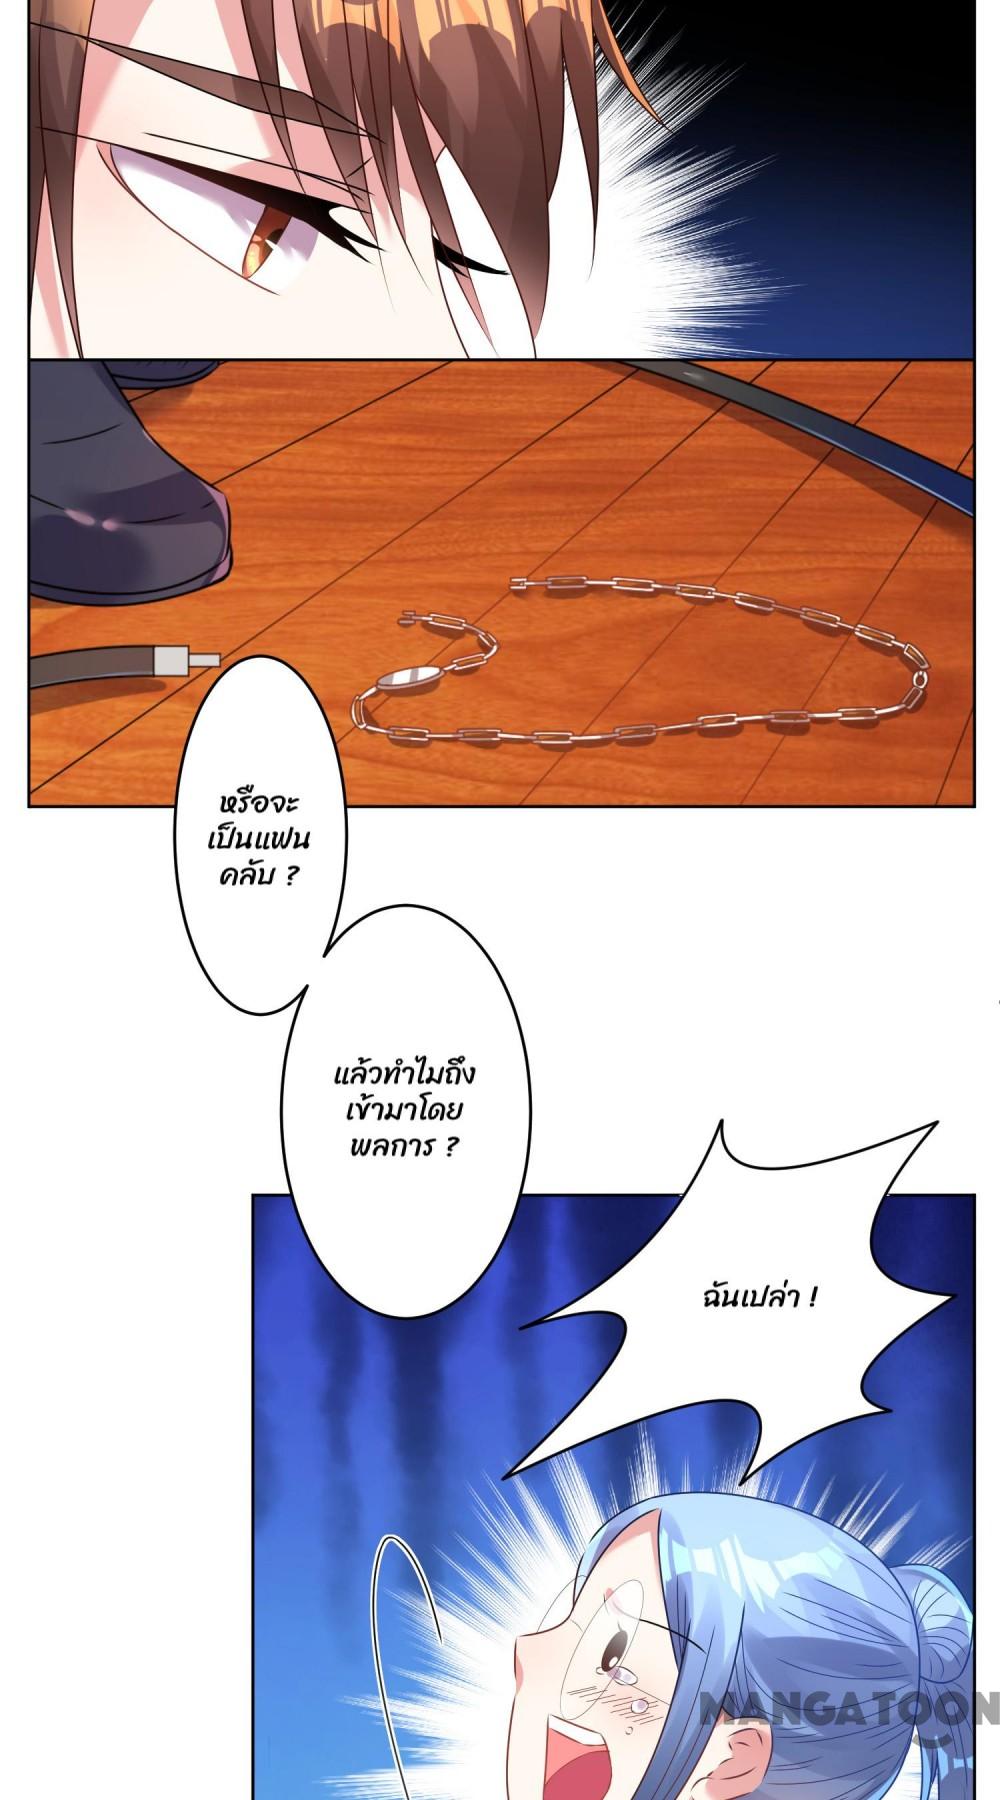 หรือจะ
เป็นแฟน
คลับ ?
แล้วทำไมถึง
เข้ามาโดย
พลการ ?
ฉันเปล่า !
MANGATOON